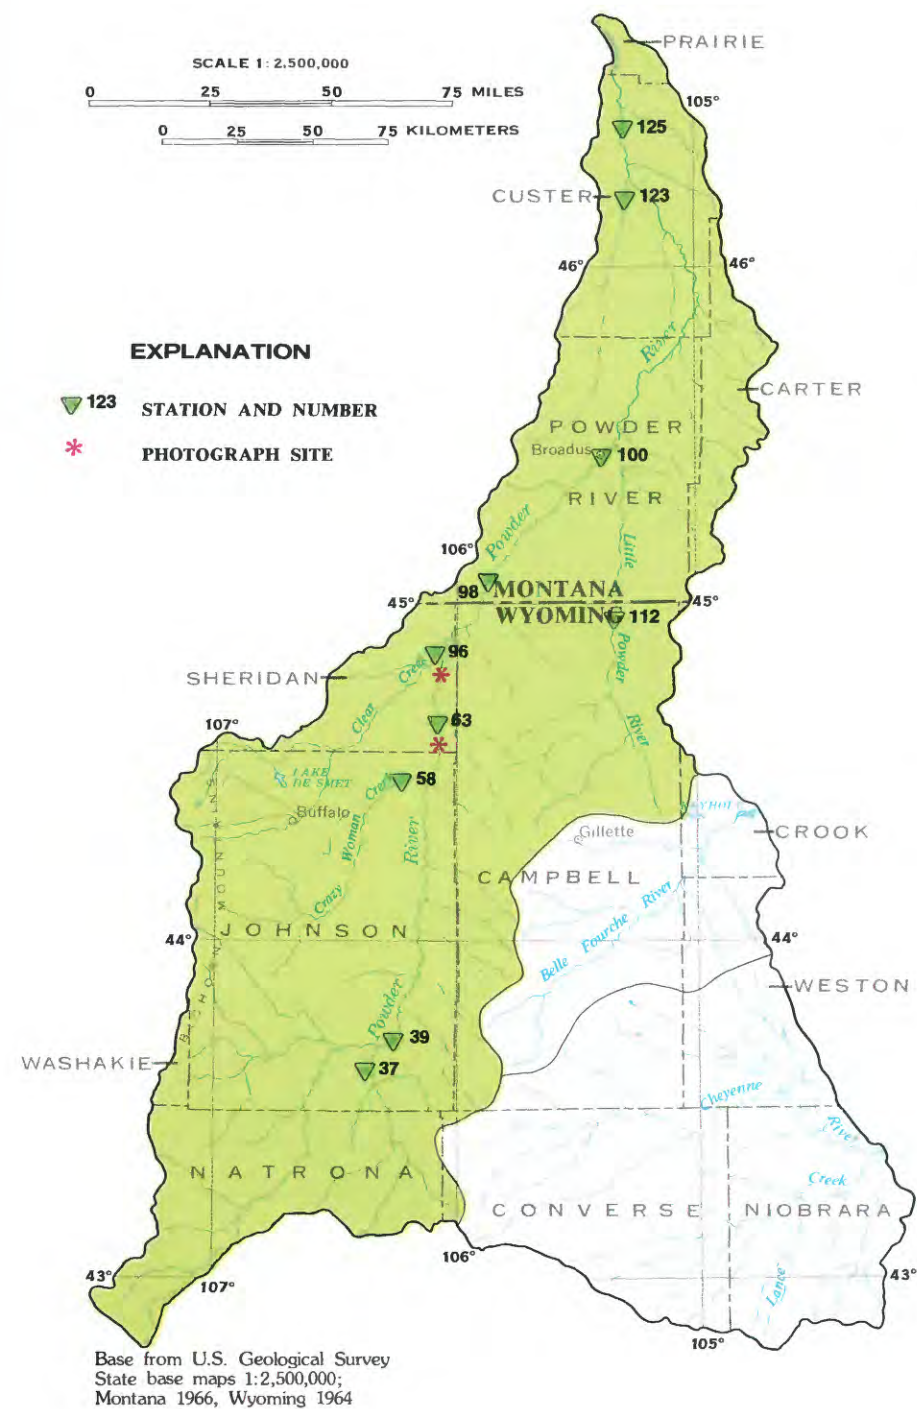 SCALE 1:2,500,000
0 25 50 75 MILES
0 25 50 75 KILOMETERS
PRAIRIE
105°
125
CUSTER
123
46°
46°
EXPLANATION
123 STATION AND NUMBER
PHOTOGRAPH SITE
River
CARTER
POWDER
Broadus
100
RIVER
Powder
Little
106°
98
MONTANA
45°
45°
WYOMING
112
96
Powder
SHERIDAN
Creek
Clear
63
River
107°
LAKE
DE SMET
58
Creek
Buffalo
Woman
River
Gillette
CROOK
MOUNTAINS
CAMPBELL
Crazy
JOHNSON
Belle Fourche River
44°
44°
BIGHORN
WESTON
Powder
39
WASHAKIE
37
Cheyenne
River
NATRONA
Creek
CONVERSE
NIOBRARA
106°
43°
107°
43°
Lance
105°
Base from U.S. Geological Survey
State base maps 1:2,500,000;
Montana 1966, Wyoming 1964